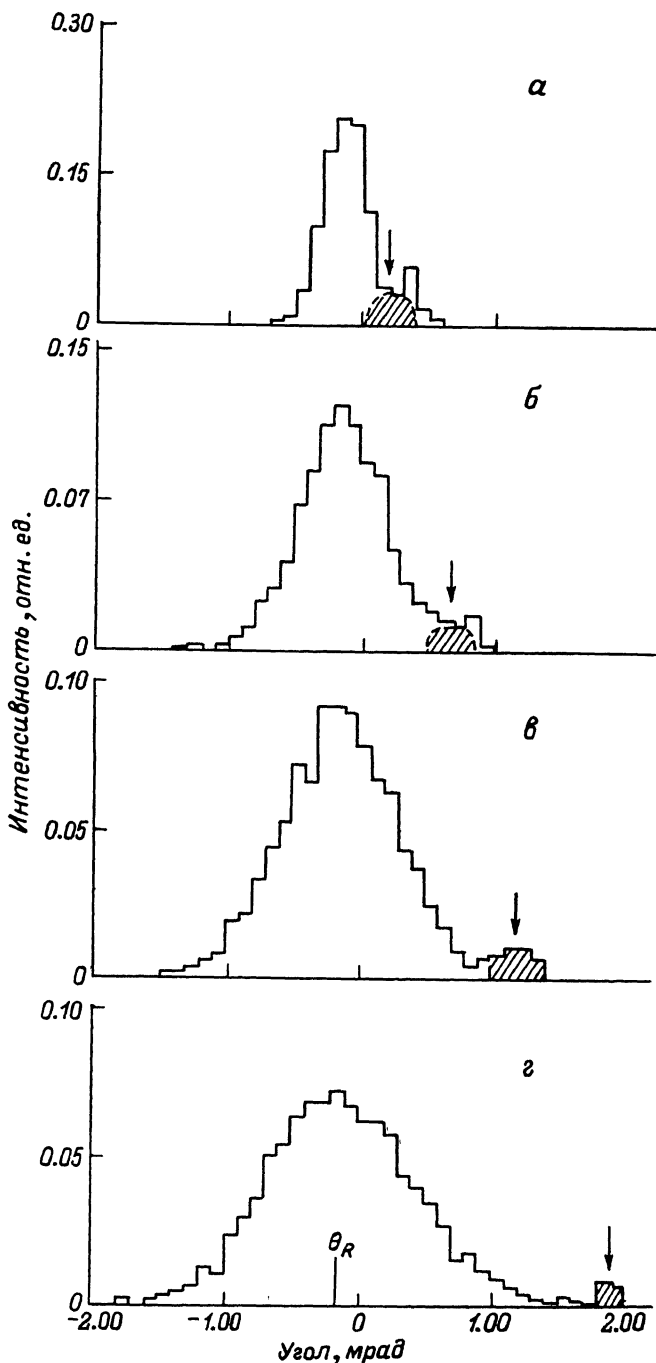 0.30
а
0.15
0
0.15
б
0.07
0
Интенсивность, отн. ед.
0.10
в
0.05
0
0.10
г
0.05
θR
0
-2.00 -1.00 0 1.00 2.00
Угол, мрад